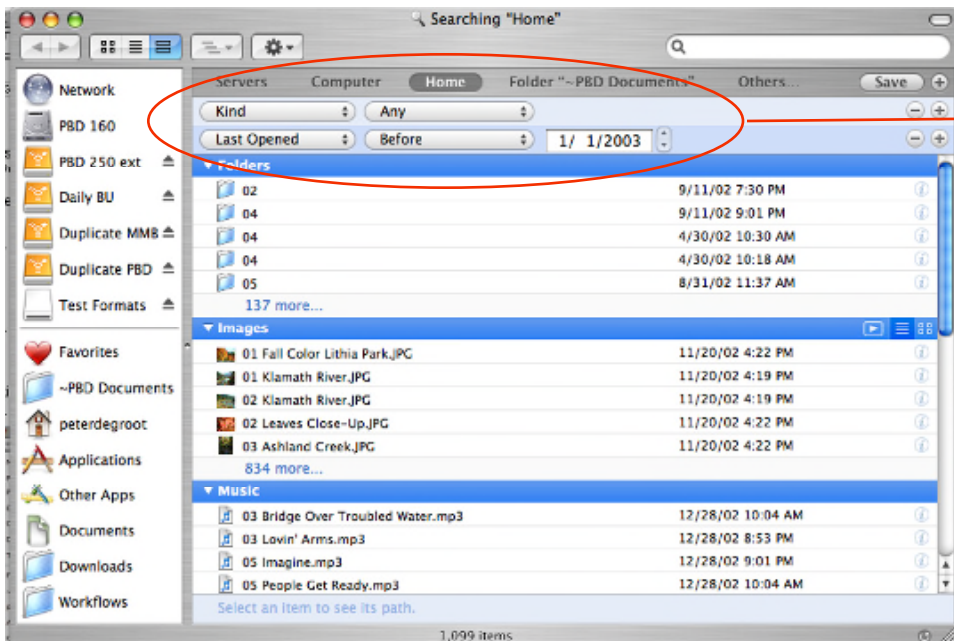 Searching "Home"
Servers Computer Home Folder "~PBD Documents" Others... Save
Kind Any
Last Opened Before 1/ 1/2003
Network
PBD 160
PBD 250 ext
Daily BU
Duplicate MMB
Duplicate PBD
Test Formats
Favorites
~PBD Documents
peterdegroot
Applications
Other Apps
Documents
Downloads
Workflows
Folders
02 9/11/02 7:30 PM
04 9/11/02 9:01 PM
04 4/30/02 10:30 AM
04 4/30/02 10:18 AM
05 8/31/02 11:37 AM
137 more...
Images
01 Fall Color Lithia Park.JPG 11/20/02 4:22 PM
01 Klamath River.JPG 11/20/02 4:19 PM
02 Klamath River.JPG 11/20/02 4:19 PM
02 Leaves Close-Up.JPG 11/20/02 4:22 PM
03 Ashland Creek.JPG 11/20/02 4:22 PM
834 more...
Music
03 Bridge Over Troubled Water.mp3 12/28/02 10:04 AM
03 Lovin' Arms.mp3 12/28/02 8:53 PM
05 Imagine.mp3 12/28/02 9:01 PM
05 People Get Ready.mp3 12/28/02 10:04 AM
Select an item to see its path.
1,099 items